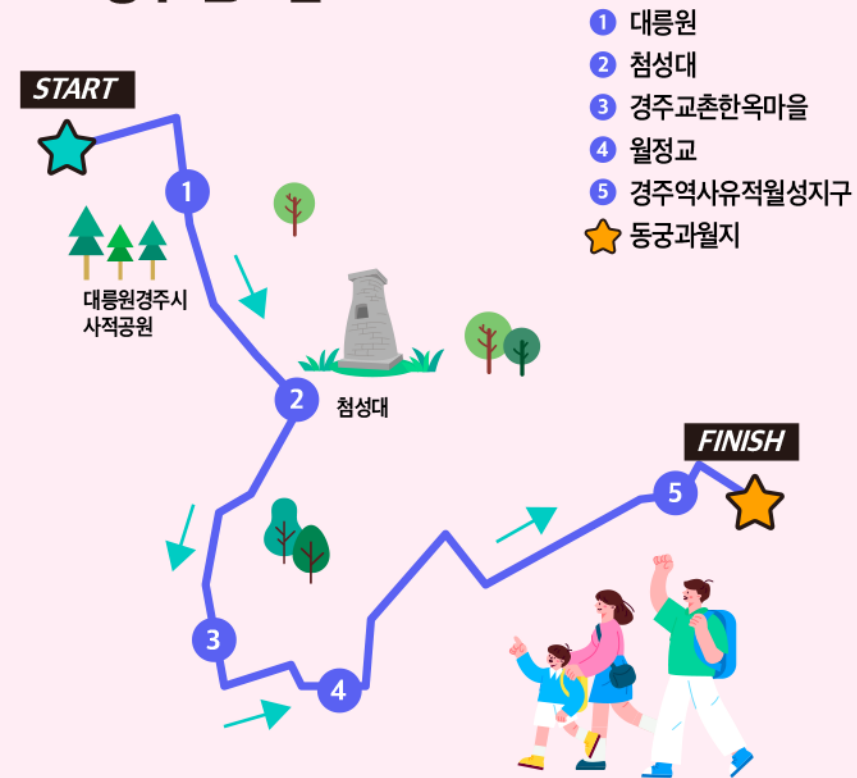 START
1 대릉원
2 첨성대
3 경주교촌한옥마을
4 월정교
5 경주역사유적월성지구
동궁과월지
1
대릉원경주시
사적공원
2
첨성대
FINISH
5
3
4